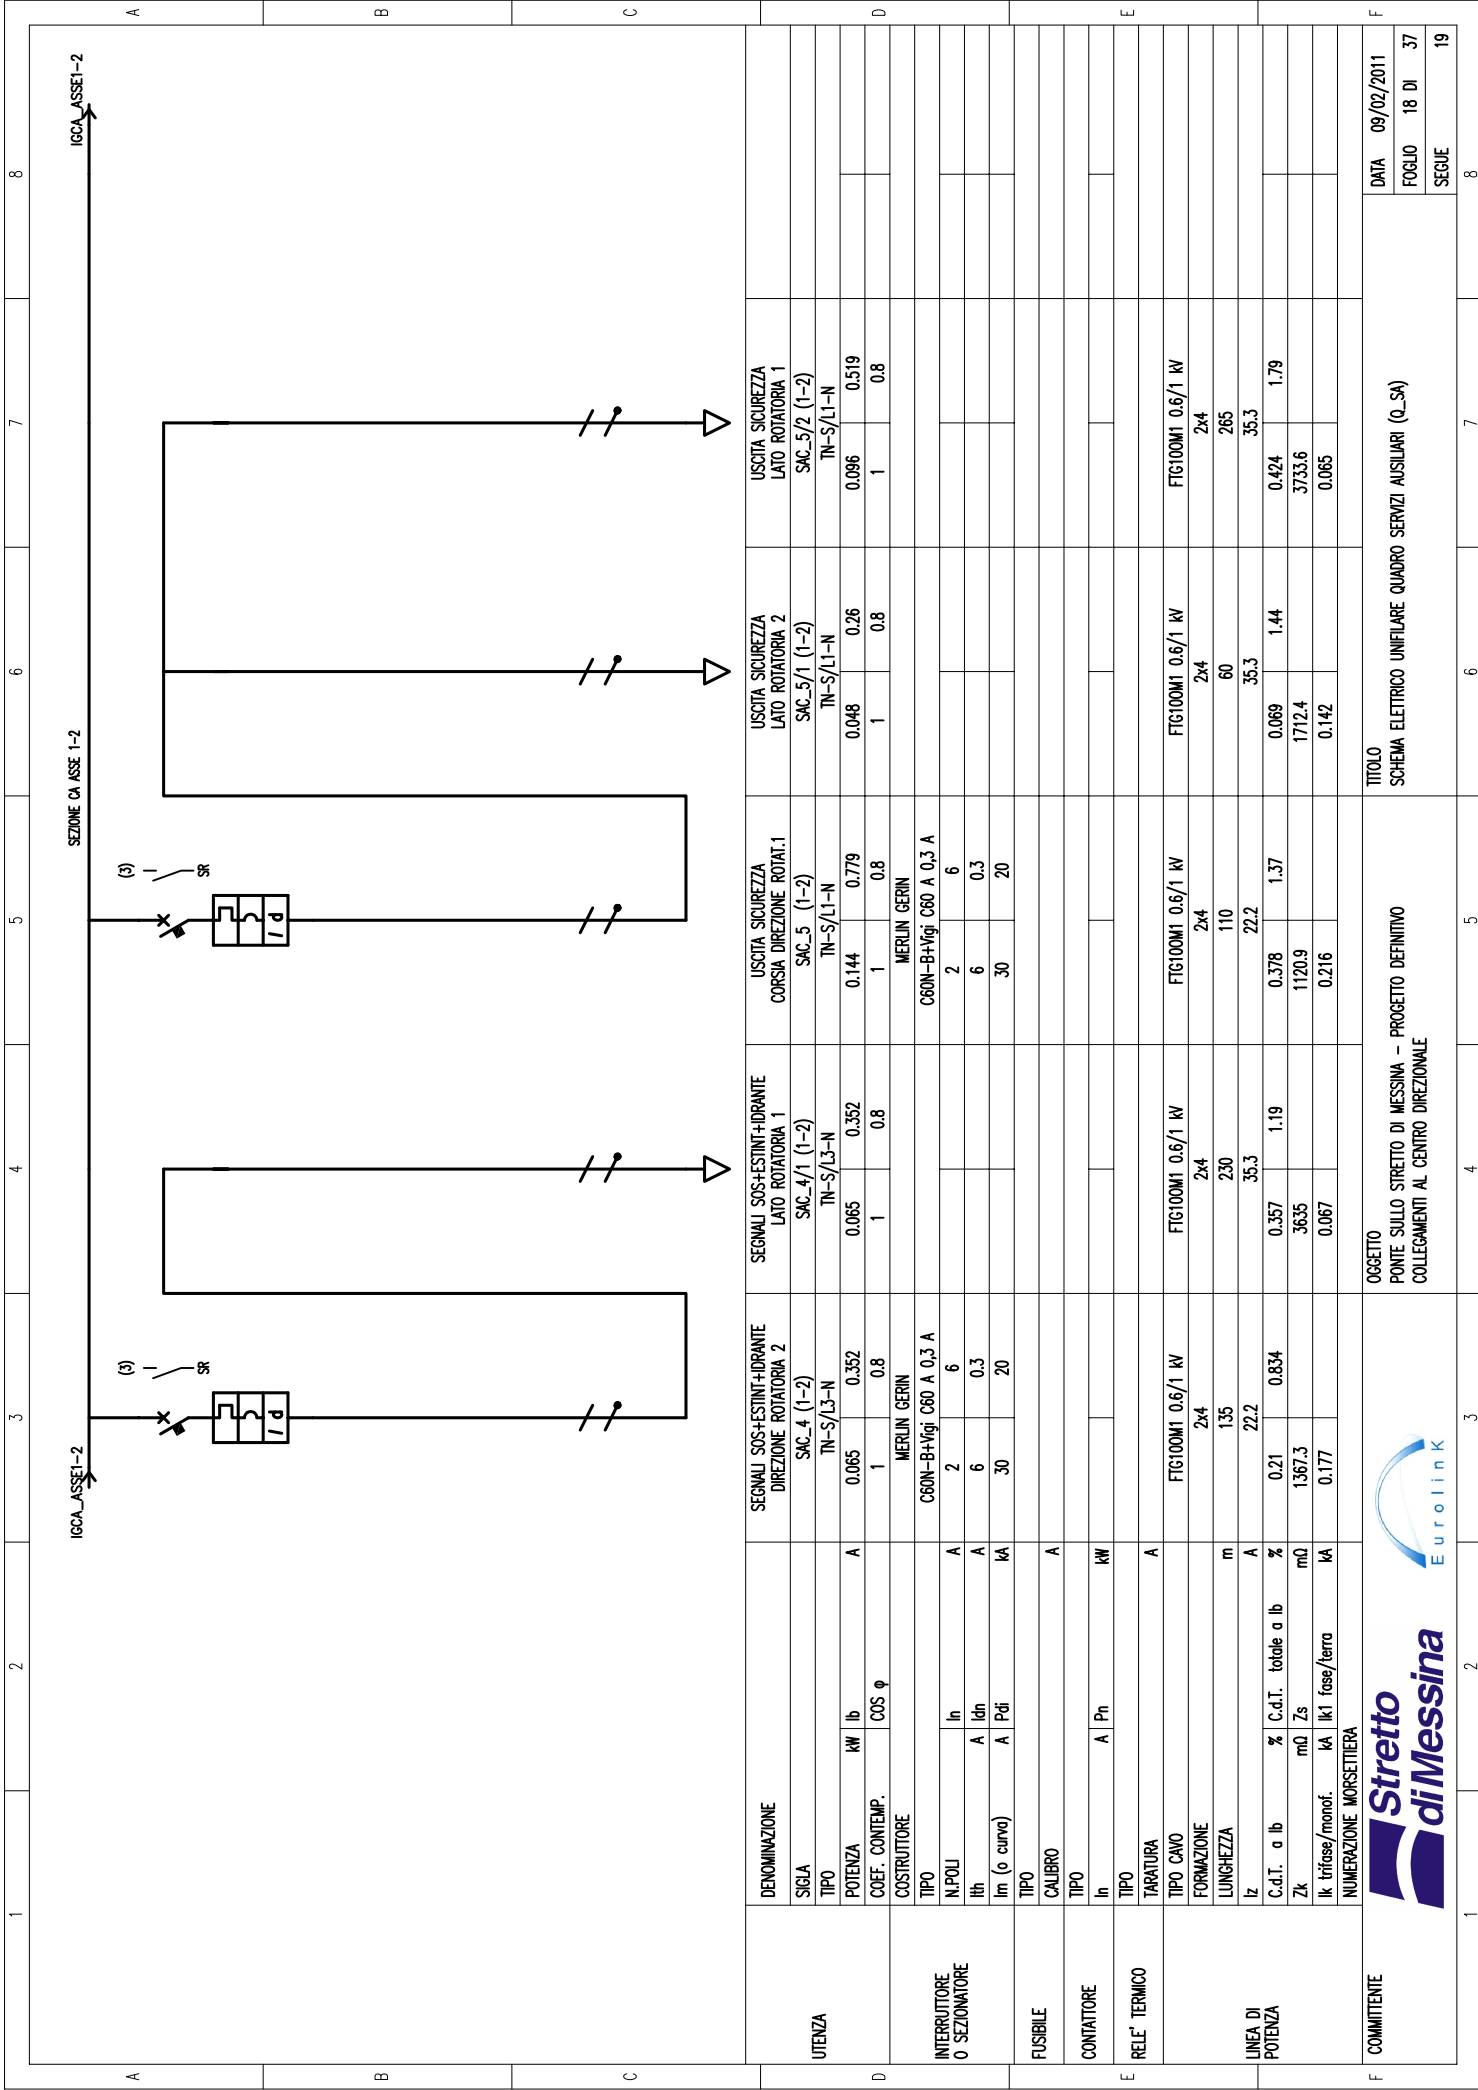 1 2 3 4 5 6 7 8
A
B
C
D
E
F
IGCA_ASSE1-2
SEZIONE CA ASSE 1-2
IGCA_ASSE1-2
(3)
SR
(3)
SR
I d
I d
UTENZA
DENOMINAZIONE
SEGNALI SOS+ESTINT+IDRANTE
DIREZIONE ROTATORIA 2
SEGNALI SOS+ESTINT+IDRANTE
LATO ROTATORIA 1
USCITA SICUREZZA
CORSIA DIREZIONE ROTAT.1
USCITA SICUREZZA
LATO ROTATORIA 2
USCITA SICUREZZA
LATO ROTATORIA 1
SIGLA SAC_4 (1-2) SAC_4/1 (1-2) SAC_5 (1-2) SAC_5/1 (1-2) SAC_5/2 (1-2)
TIPO TN-S/L3-N TN-S/L3-N TN-S/L1-N TN-S/L1-N TN-S/L1-N
POTENZA kW Ib A 0.065 0.352 0.065 0.352 0.144 0.779 0.048 0.26 0.096 0.519
COEF. CONTEMP. COS φ 1 0.8 1 0.8 1 0.8 1 0.8 1 0.8
INTERRUTTORE
O SEZIONATORE
COSTRUTTORE MERLIN GERIN MERLIN GERIN
TIPO C60N-B+Vigi C60 A 0,3 A C60N-B+Vigi C60 A 0,3 A
N.POLI In A 2 6 2 6
Ith A Idn A 6 0.3 6 0.3
Im (o curva) A Pdi kA 30 20 30 20
FUSIBILE
TIPO
CALIBRO A
CONTATTORE
TIPO
In A Pn kW
RELE' TERMICO
TIPO
TARATURA A
LINEA DI
POTENZA
TIPO CAVO FTG10OM1 0.6/1 kV FTG10OM1 0.6/1 kV FTG10OM1 0.6/1 kV FTG10OM1 0.6/1 kV FTG10OM1 0.6/1 kV
FORMAZIONE 2x4 2x4 2x4 2x4 2x4
LUNGHEZZA m 135 230 110 60 265
Iz A 22.2 35.3 22.2 35.3 35.3
C.d.T. a Ib % C.d.T. totale a Ib % 0.21 0.834 0.357 1.19 0.378 1.37 0.069 1.44 0.424 1.79
Zk mΩ Zs mΩ 1367.3 3635 1120.9 1712.4 3733.6
Ik trifase/monof. kA Ik1 fase/terra kA 0.177 0.067 0.216 0.142 0.065
NUMERAZIONE MORSETTIERA
COMMITTENTE
Stretto
di Messina
EurolinK
OGGETTO
PONTE SULLO STRETTO DI MESSINA - PROGETTO DEFINITIVO
COLLEGAMENTI AL CENTRO DIREZIONALE
TITOLO
SCHEMA ELETTRICO UNIFILARE QUADRO SERVIZI AUSILIARI (Q_SA)
DATA 09/02/2011
FOGLIO 18 DI 37
SEGUE 19
A
B
C
D
E
F
1 2 3 4 5 6 7 8